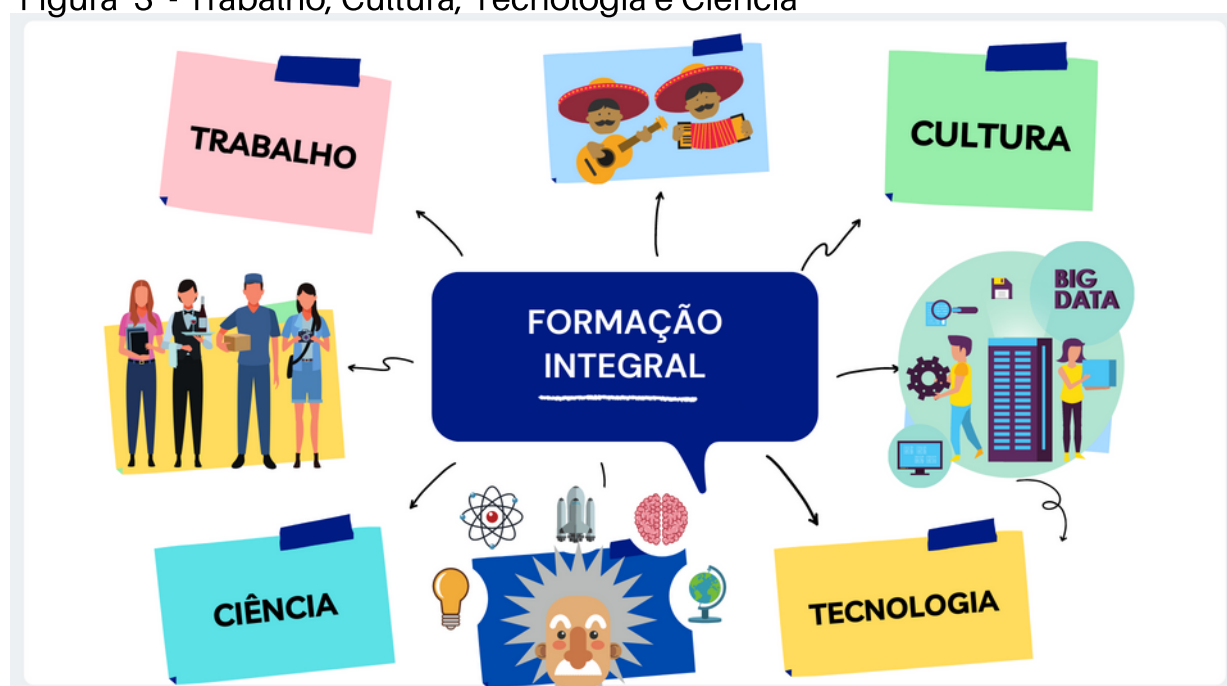 Figura 3 - Trabalho, Cultura, Tecnologia e Ciência
TRABALHO
CULTURA
BIG
DATA
FORMAÇÃO
INTEGRAL
CIÊNCIA
TECNOLOGIA